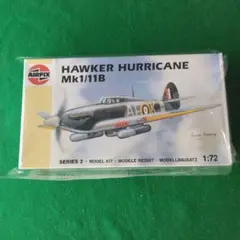 AIRFIX
HAWKER HURRICANE
Mk1/11B
SERIES 2 - MODEL KIT - MODELE REDUIT - MODELLBAUSATZ
1:72